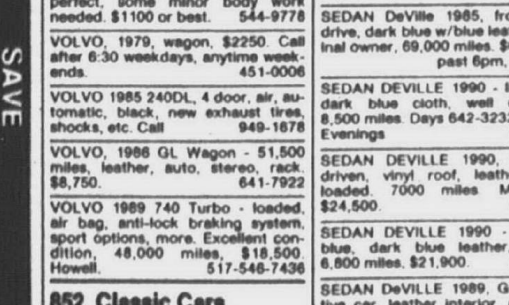 SAVE
perfect, some minor body work
needed. $1100 or best. 544-9778
VOLVO, 1979, wagon, $2250. Call
after 6:30 weekdays, anytime week-
ends. 451-0006
VOLVO 1985 240DL, 4 door, air, au-
tomatic, black, new exhaust tires,
shocks, etc. Call 949-1678
VOLVO, 1986 GL Wagon - 51,500
miles, leather, auto, stereo, rack.
$8,750. 641-7922
VOLVO 1989 740 Turbo - loaded,
air bag, anti-lock braking system,
sport options, more. Excellent con-
dition, 48,000 miles, $18,500.
Howell. 517-546-7436
852 Classic Cars
SEDAN DeVille 1985,
drive, dark blue w/blue
inal owner, 69,000 miles.
past 6pm,
SEDAN DEVILLE 1990 -
dark blue cloth, well
8,500 miles. Days 642-323
Evenings
SEDAN DEVILLE 1990,
driven, vinyl roof,
loaded. 7000 miles
$24,500.
SEDAN DEVILLE 1990 -
blue, dark blue leather,
6,800 miles. $21,900.
SEDAN DeVILLE 1989,
car, leather interior,